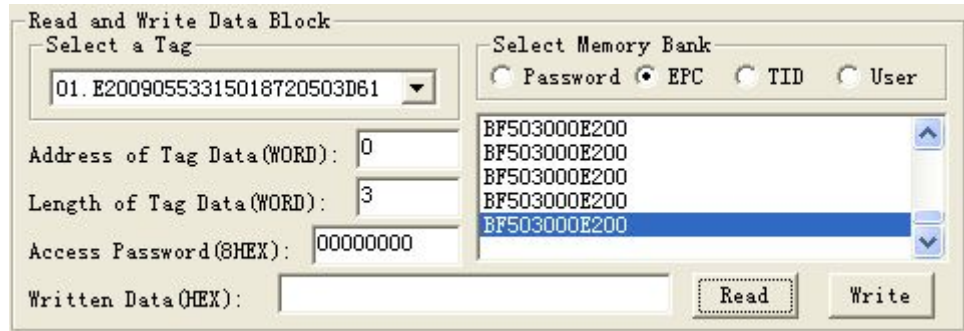 Read and Write Data Block
Select a Tag
01.E20090553315018720503D61
Select Memory Bank
Password EPC TID User
Address of Tag Data(WORD): 0
Length of Tag Data(WORD): 3
Access Password(8HEX): 00000000
BF503000E200
BF503000E200
BF503000E200
BF503000E200
BF503000E200
Written Data(HEX):
Read Write